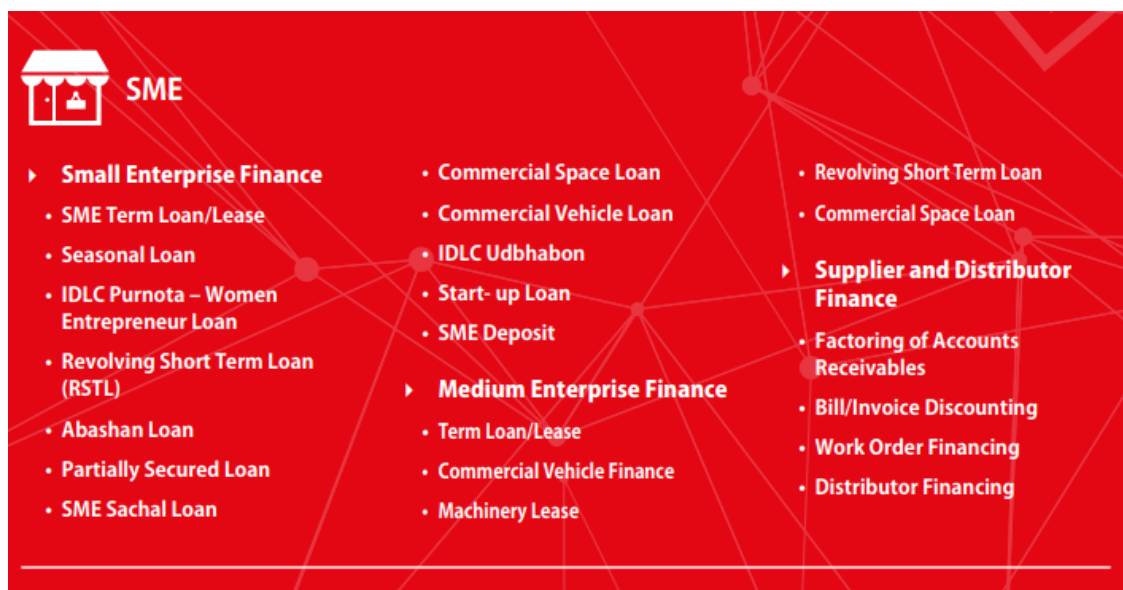 SME
Small Enterprise Finance
• SME Term Loan/Lease
• Seasonal Loan
• IDLC Purnota – Women
Entrepreneur Loan
• Revolving Short Term Loan
(RSTL)
• Abashan Loan
• Partially Secured Loan
• SME Sachal Loan
• Commercial Space Loan
• Commercial Vehicle Loan
• IDLC Udbhabon
• Start- up Loan
• SME Deposit
Medium Enterprise Finance
• Term Loan/Lease
• Commercial Vehicle Finance
• Machinery Lease
• Revolving Short Term Loan
• Commercial Space Loan
Supplier and Distributor
Finance
• Factoring of Accounts
Receivables
• Bill/Invoice Discounting
• Work Order Financing
• Distributor Financing